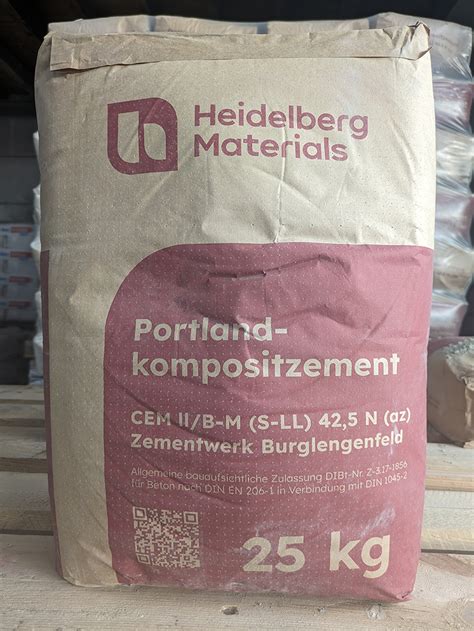 Heidelberg
Materials
Portland-
kompositzement
CEM II/B-M (S-LL) 42,5 N (az)
Zementwerk Burglengenfeld
Allgemeine bauaufsichtliche Zulassung DIBt-Nr. Z-3.17-1856
für Beton nach DIN EN 206-1 in Verbindung mit DIN 1045-2
25 kg